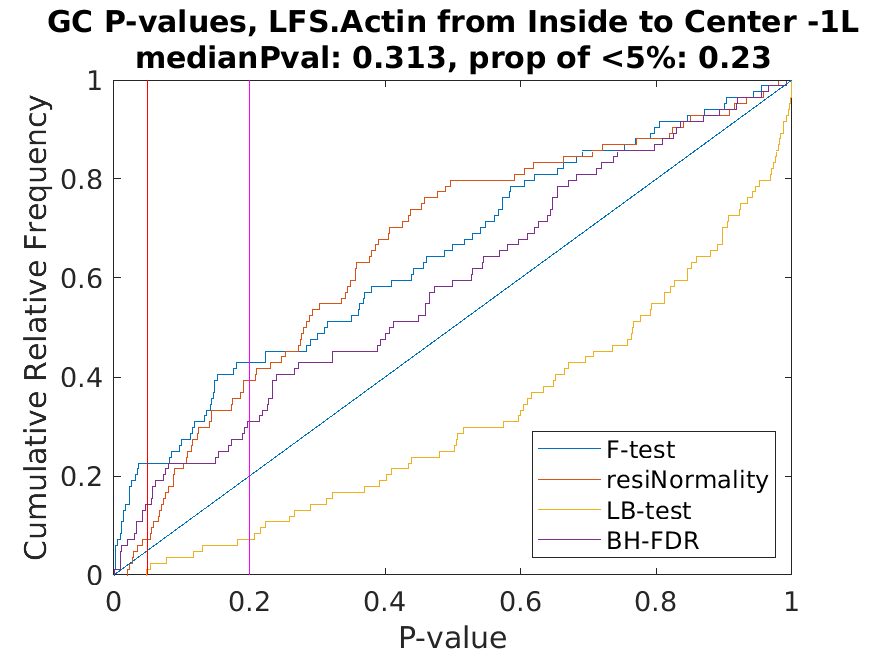 GC P-values, LFS.Actin from Inside to Center -1L
medianPval: 0.313, prop of <5%: 0.23
Cumulative Relative Frequency
1
0.8
0.6
0.4
0.2
0
0
0.2
0.4
0.6
0.8
1
P-value
F-test
resiNormality
LB-test
BH-FDR